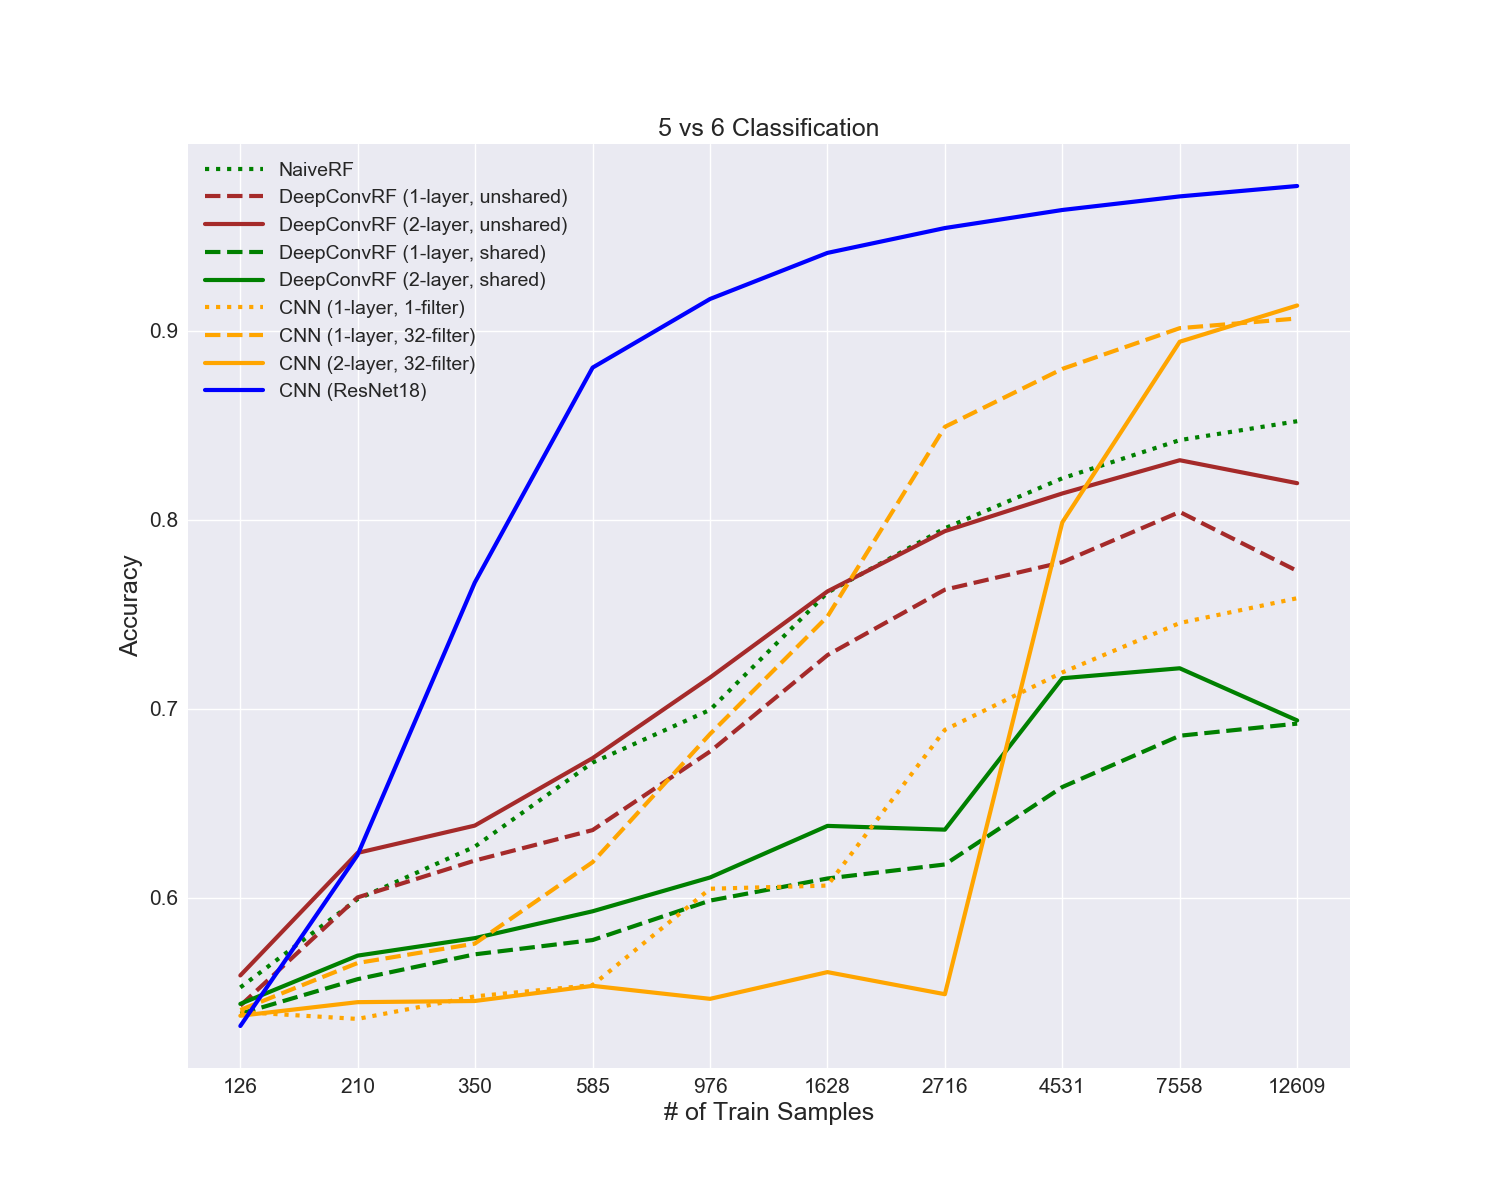 5 vs 6 Classification
NaiveRF
DeepConvRF (1-layer, unshared)
DeepConvRF (2-layer, unshared)
DeepConvRF (1-layer, shared)
DeepConvRF (2-layer, shared)
CNN (1-layer, 1-filter)
CNN (1-layer, 32-filter)
CNN (2-layer, 32-filter)
CNN (ResNet18)
0.9
0.8
0.7
0.6
Accuracy
126 210 350 585 976 1628 2716 4531 7558 12609
# of Train Samples